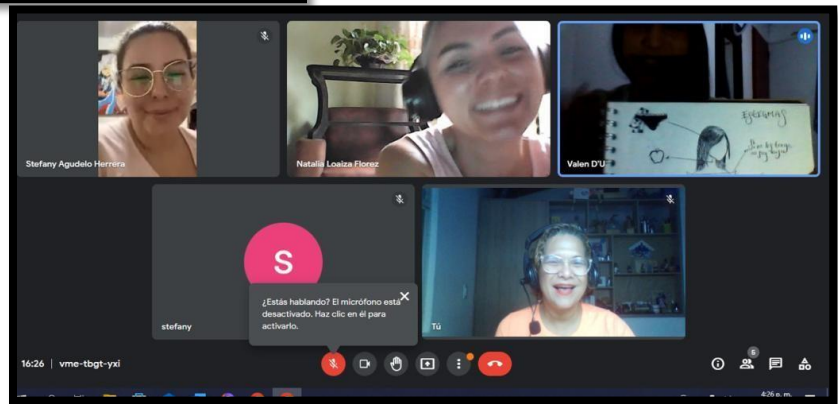 Stefany Agudelo Herrera
Natalia Loaiza Florez
Valen D'U
S
stefany
¿Estás hablando? El micrófono está
desactivado. Haz clic en él para
activarlo.
Tú
16:26 | vme-tbgt-yxi
6
4:26 p. m.